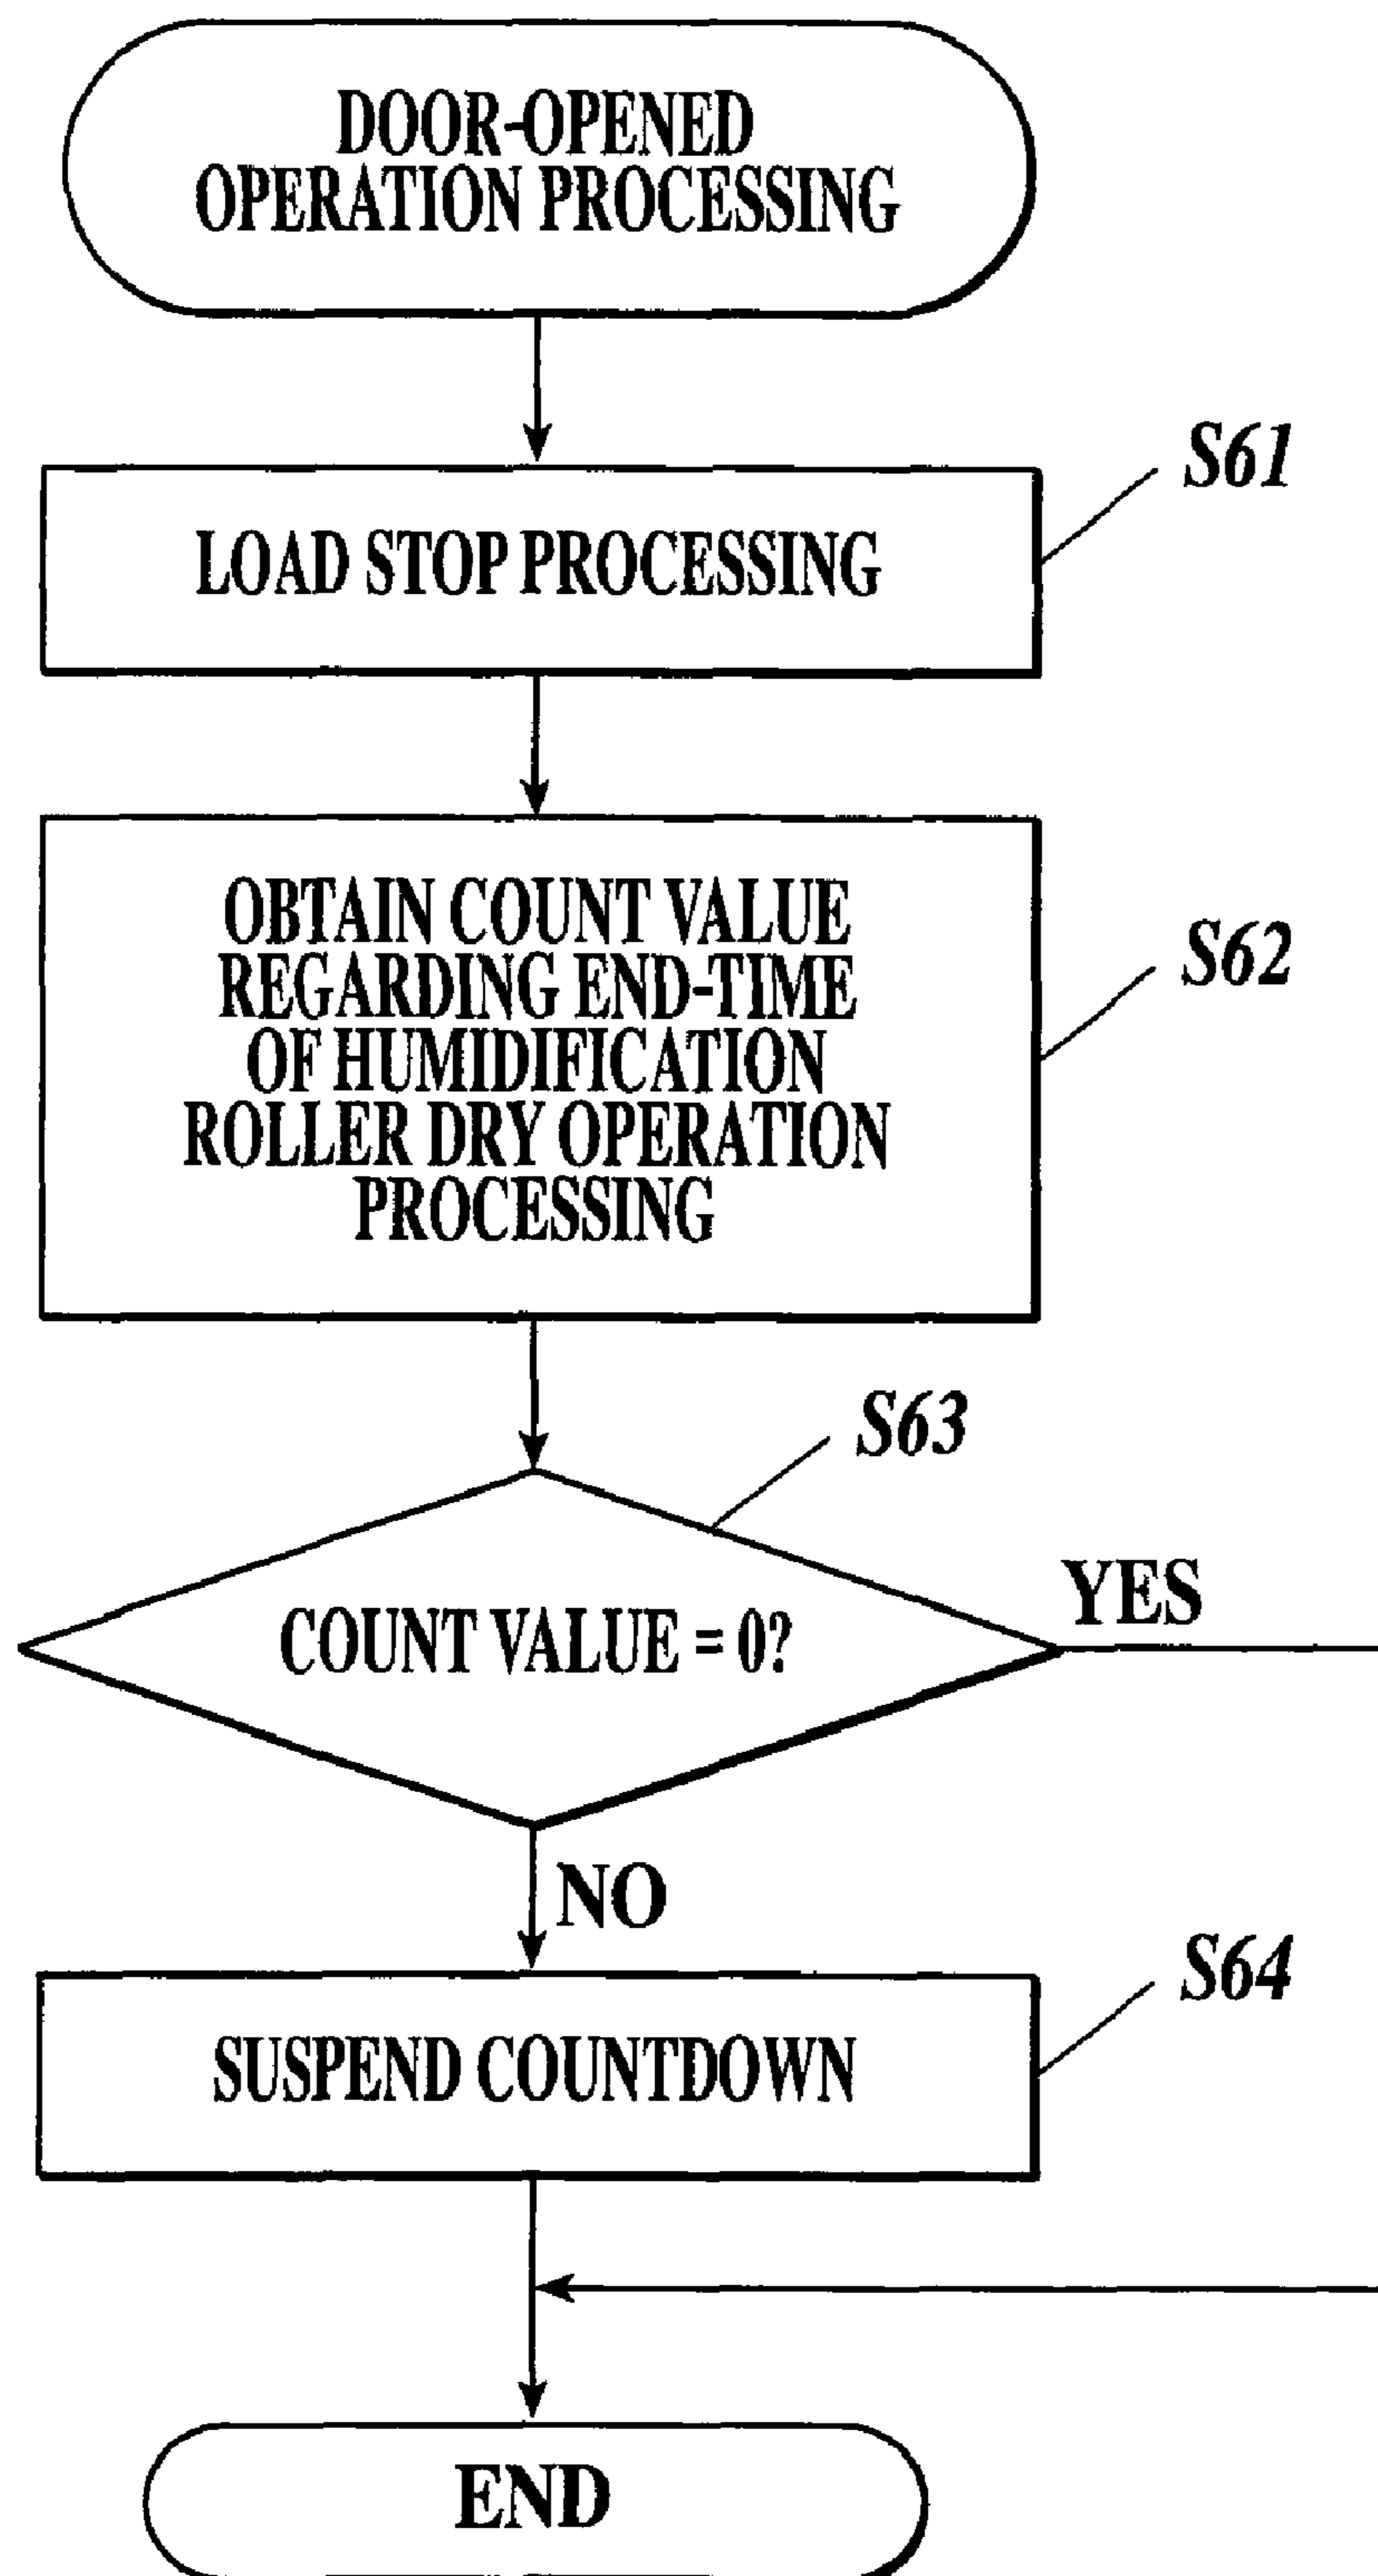 DOOR-OPENED
OPERATION PROCESSING
S61
LOAD STOP PROCESSING
OBTAIN COUNT VALUE
REGARDING END-TIME
OF HUMIDIFICATION
ROLLER DRY OPERATION
PROCESSING
S62
S63
COUNT VALUE = 0?
YES
NO
S64
SUSPEND COUNTDOWN
END